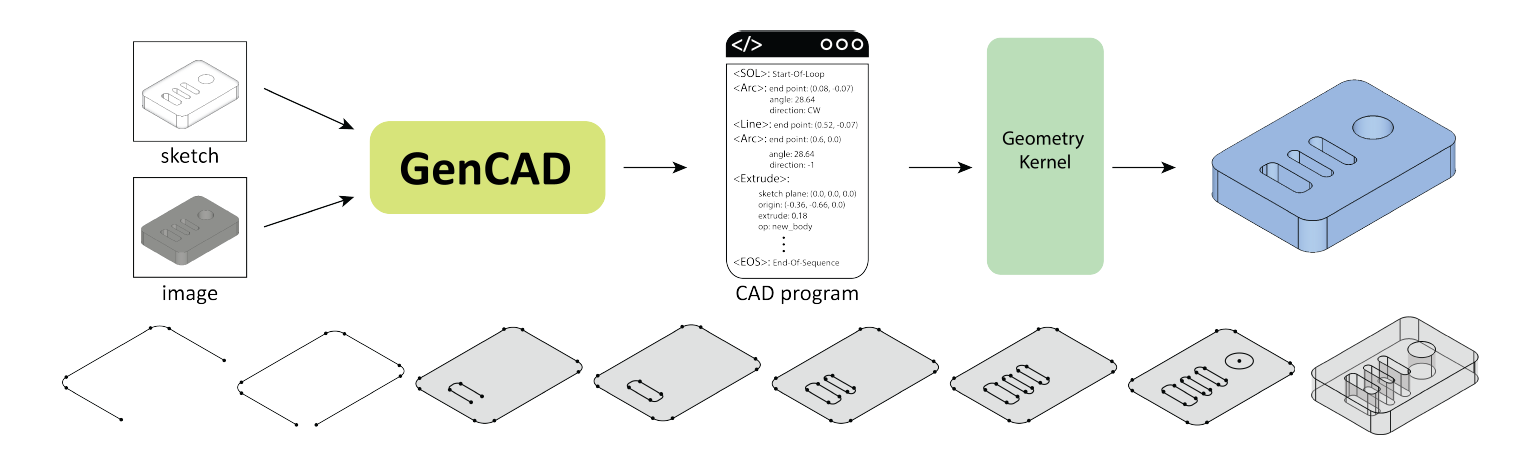 sketch
image
GenCAD
</>
<SOL>: Start-Of-Loop
<Arc>: end point: (0.08, -0.07)
angle: 28.64
direction: CW
<Line>: end point: (0.52, -0.07)
<Arc>: end point: (0.6, 0.0)
angle: 28.64
direction: -1
<Extrude>:
sketch plane: (0.0, 0.0, 0.0)
origin: (-0.36, -0.66, 0.0)
extrude: 0.18
op: new_body
<EOS>: End-Of-Sequence
CAD program
Geometry
Kernel